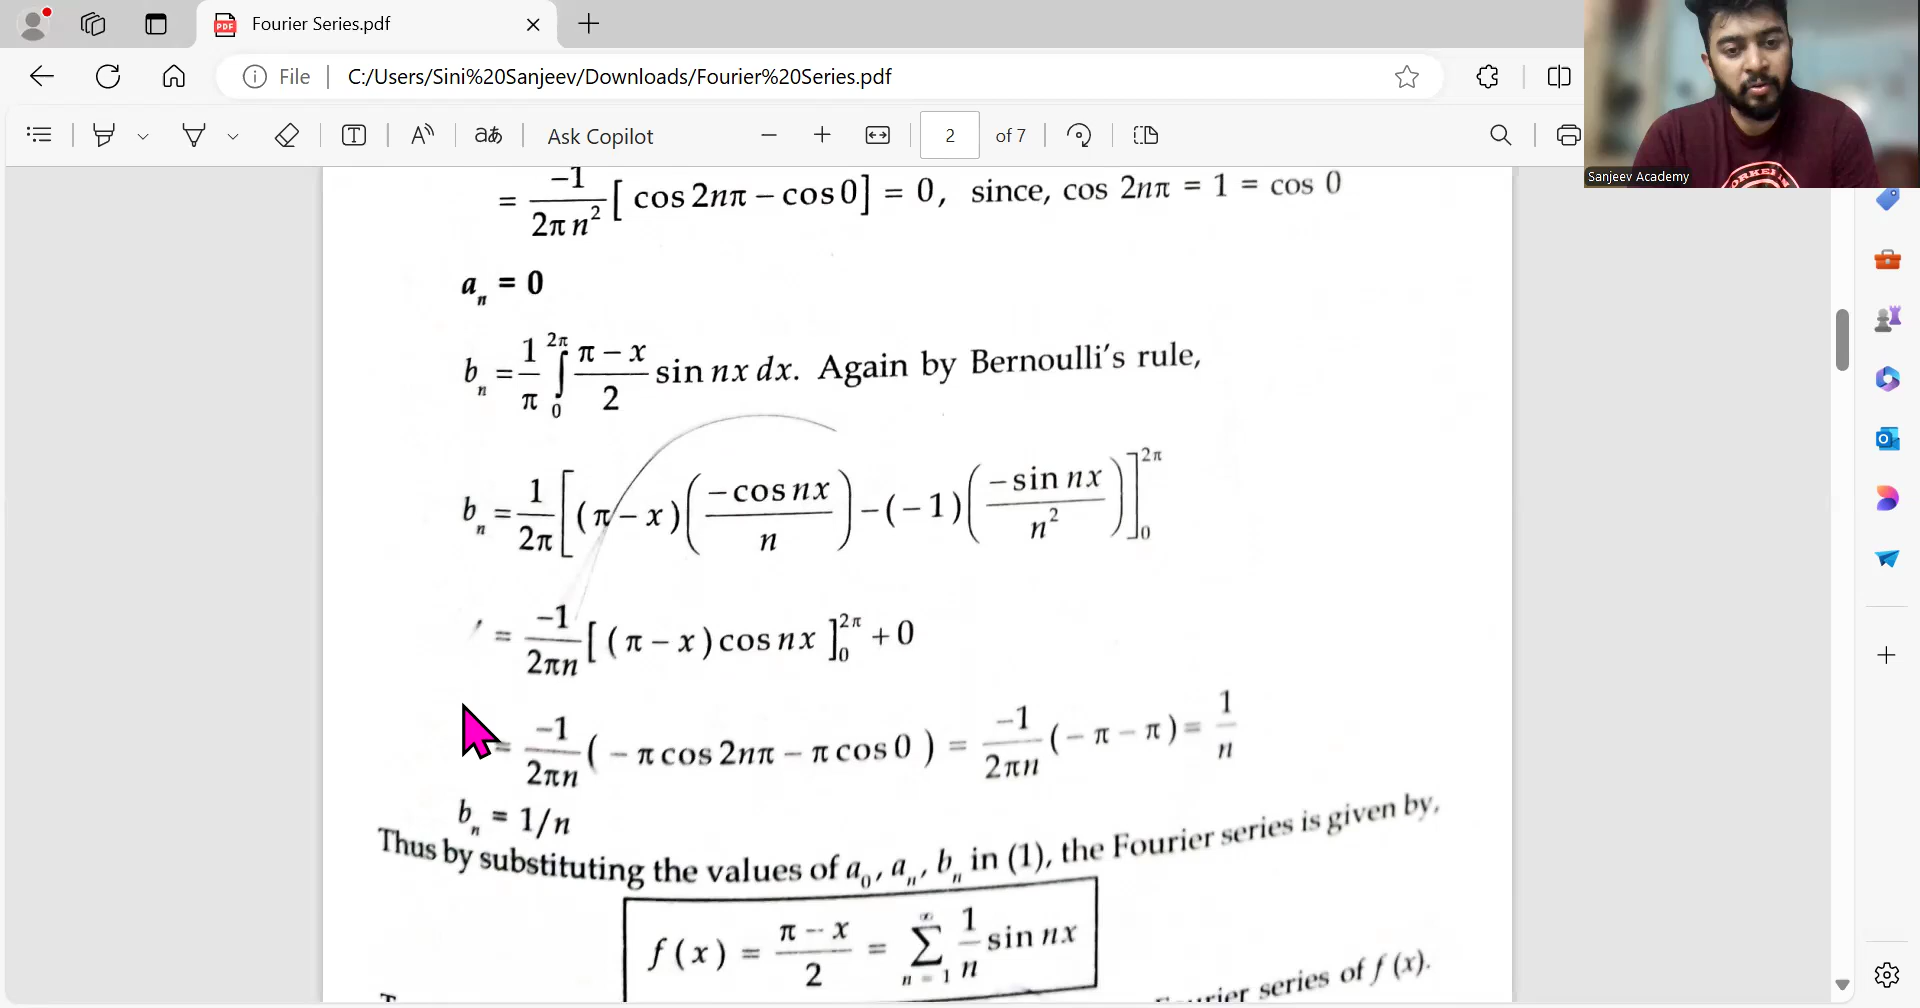 Fourier Series.pdf
File
C:/Users/Sini%20Sanjeev/Downloads/Fourier%20Series.pdf
Ask Copilot
2 of 7
Sanjeev Academy
= -1/2πn² [ cos 2nπ – cos 0 ] = 0, since, cos 2nπ = 1 = cos 0
aₙ = 0
bₙ = 1/π ∫₀^2π (π – x)/2 sin nx dx. Again by Bernoulli's rule,
bₙ = 1/2π [ (π – x) ( –cos nx / n ) – (–1) ( –sin nx / n² ) ]₀^2π
= –1/2πn [ (π – x) cos nx ]₀^2π + 0
= –1/2πn ( – π cos 2nπ – π cos 0 ) = –1/2πn (– π – π) = 1/n
bₙ = 1/n
Thus by substituting the values of a₀, aₙ, bₙ in (1), the Fourier series is given by,
f(x) = (π – x)/2 = ∑ₙ₌₁^∞ 1/n sin nx
series of f (x).